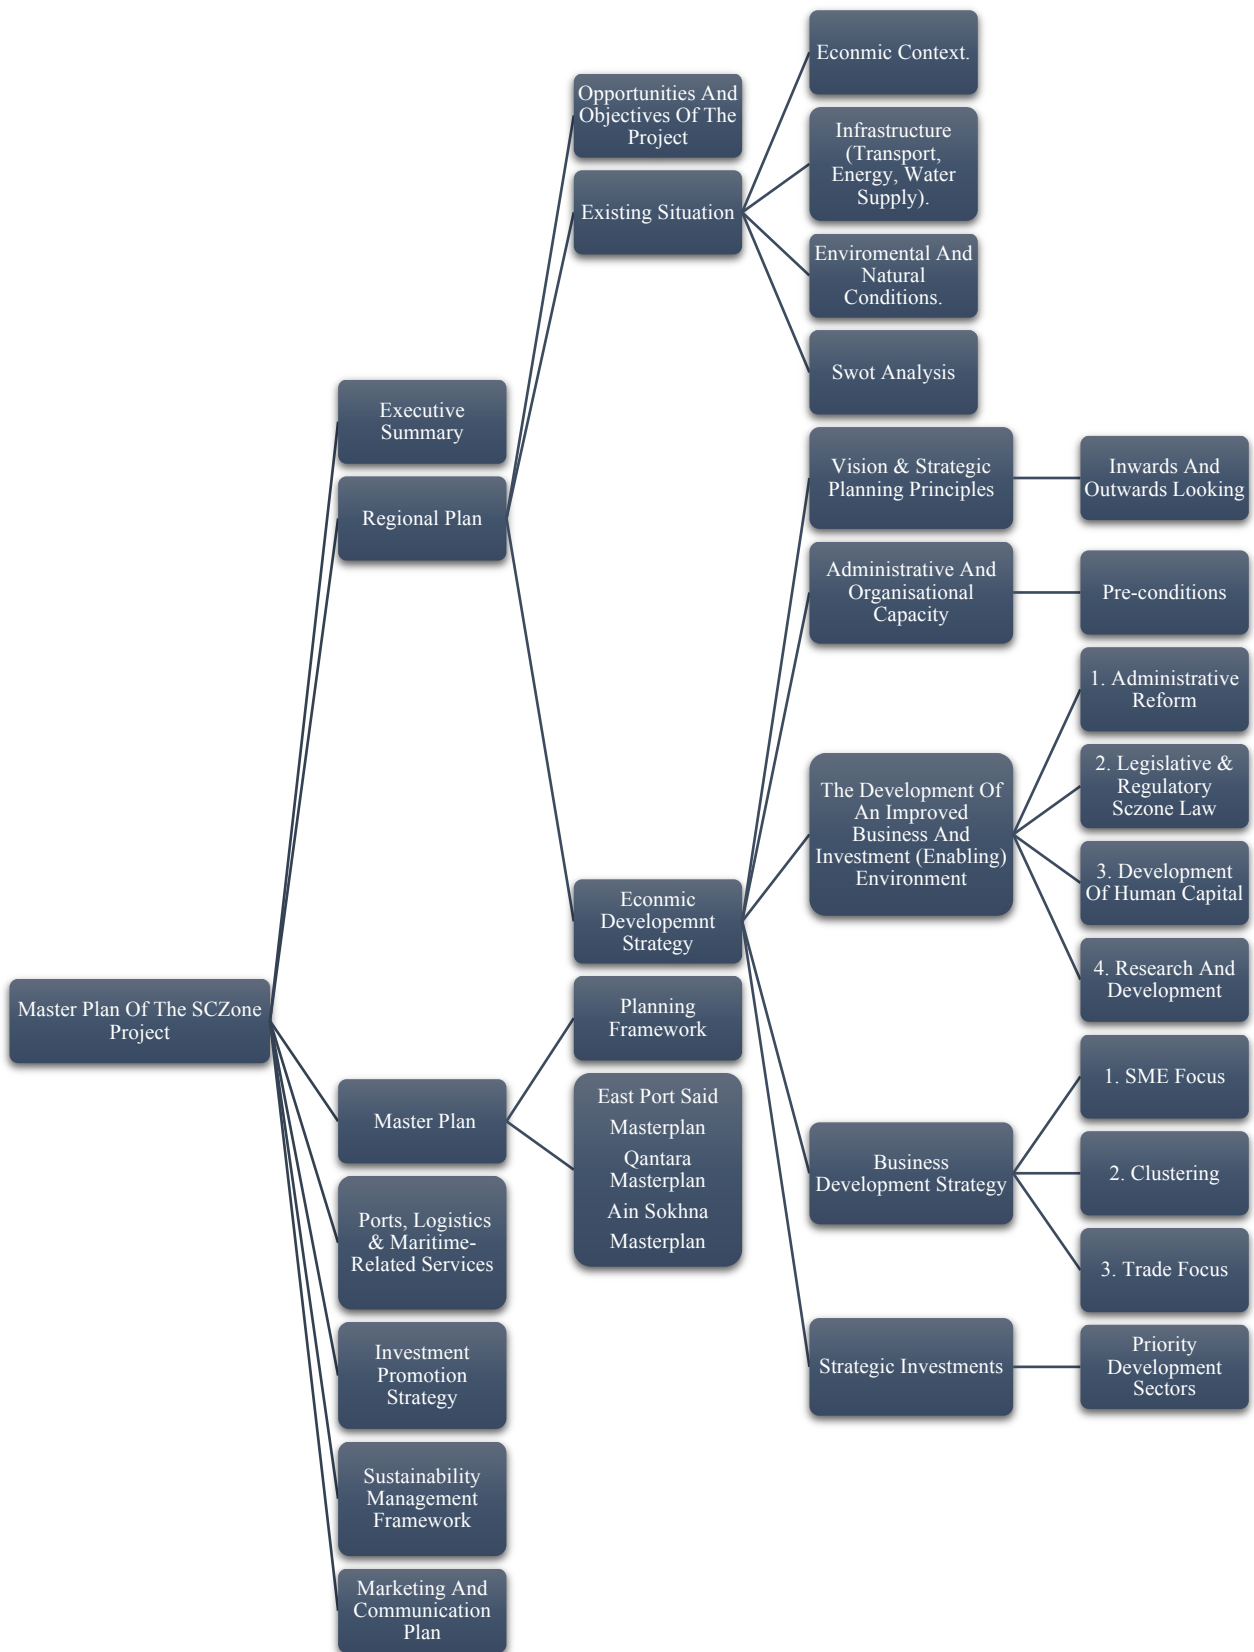 Master Plan Of The SCZone
Project
Executive
Summary
Regional Plan
Opportunities And
Objectives Of The
Project
Existing Situation
Econmic Context.
Infrastructure
(Transport,
Energy, Water
Supply).
Enviromental And
Natural
Conditions.
Swot Analysis
Econmic
Developemnt
Strategy
Vision & Strategic
Planning Principles
Inwards And
Outwards Looking
Administrative And
Organisational
Capacity
Pre-conditions
The Development Of
An Improved
Business And
Investment (Enabling)
Environment
1. Administrative
Reform
2. Legislative &
Regulatory
Sczone Law
3. Development
Of Human Capital
4. Research And
Development
Business
Development Strategy
1. SME Focus
2. Clustering
3. Trade Focus
Strategic Investments
Priority
Development
Sectors
Master Plan
Planning
Framework
East Port Said
Masterplan
Qantara
Masterplan
Ain Sokhna
Masterplan
Ports, Logistics
& Maritime-
Related Services
Investment
Promotion
Strategy
Sustainability
Management
Framework
Marketing And
Communication
Plan